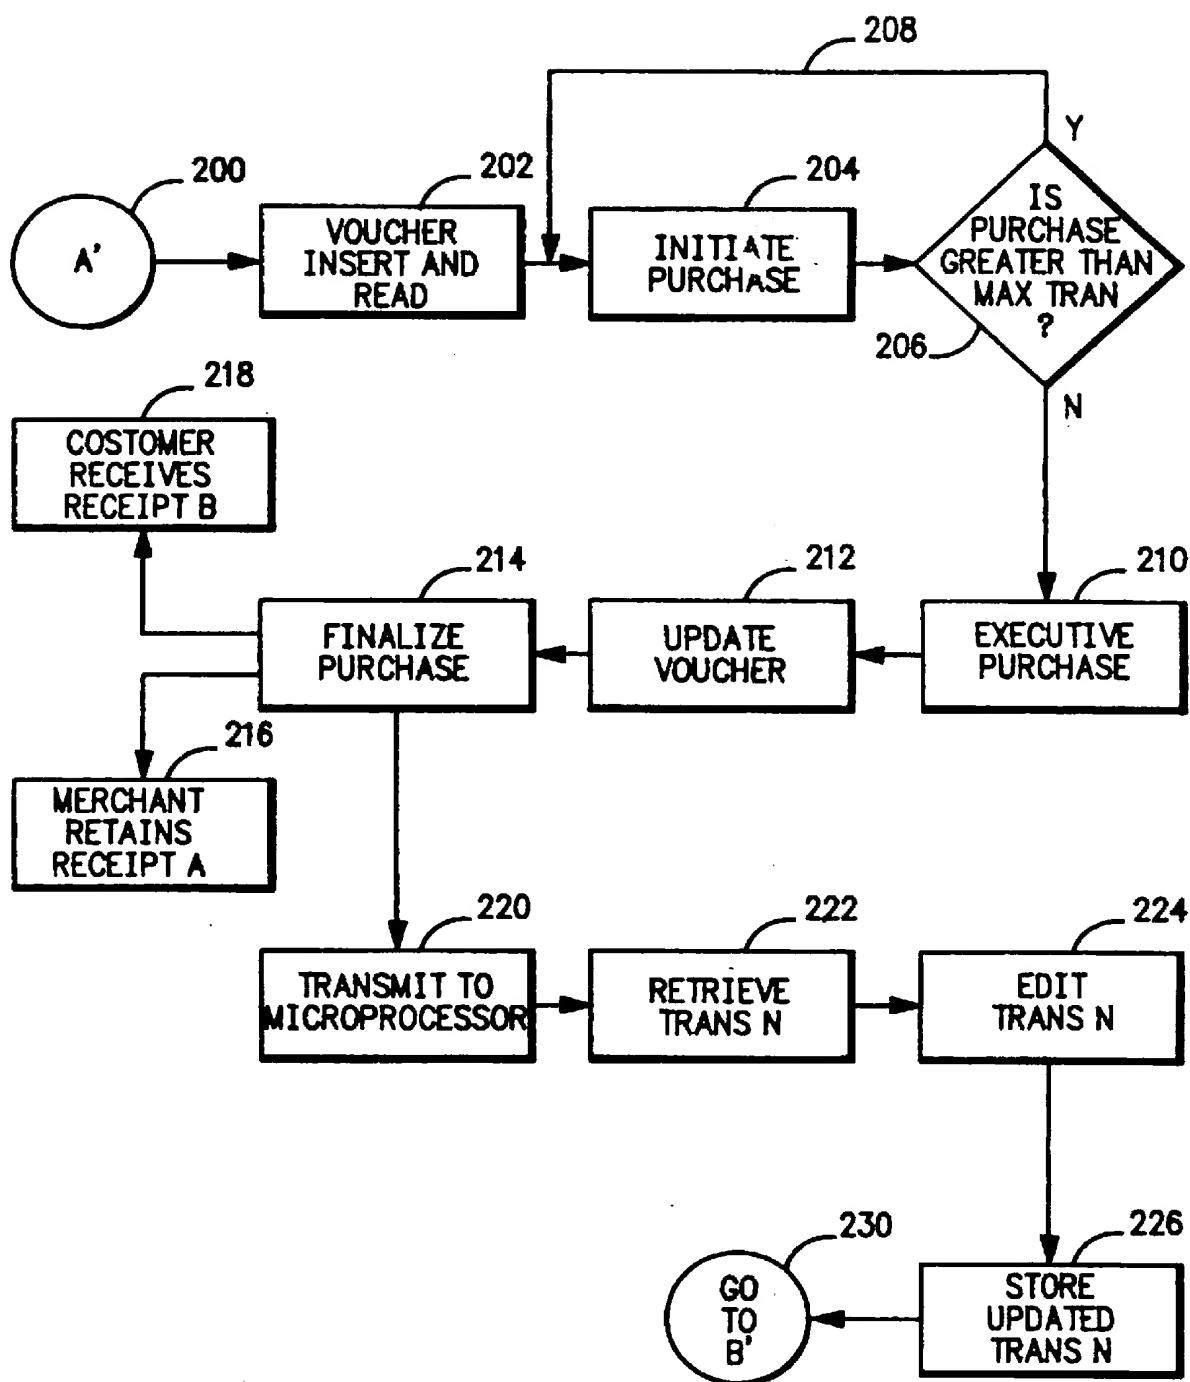 208
Y
200
202
204
A'
VOUCHER
INSERT AND
READ
INITIATE
PURCHASE
IS
PURCHASE
GREATER THAN
MAX TRAN
?
206
N
218
COSTOMER
RECEIVES
RECEIPT B
214
212
210
FINALIZE
PURCHASE
UPDATE
VOUCHER
EXECUTIVE
PURCHASE
216
MERCHANT
RETAINS
RECEIPT A
220
222
224
TRANSMIT TO
MICROPROCESSOR
RETRIEVE
TRANS N
EDIT
TRANS N
230
226
GO
TO
B'
STORE
UPDATED
TRANS N